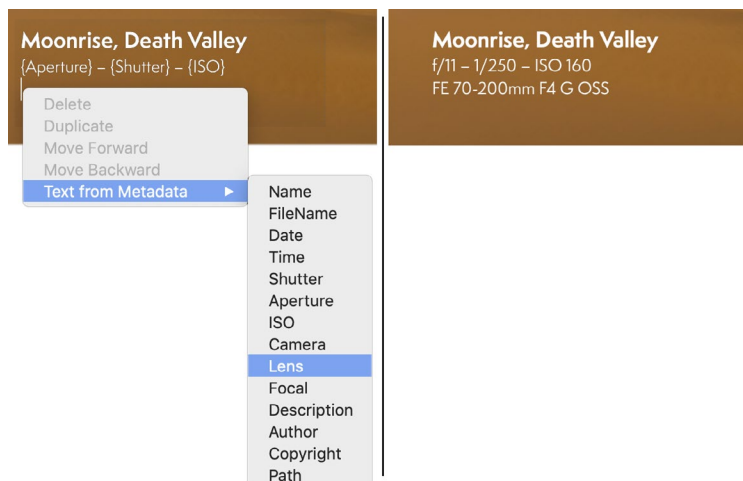 Moonrise, Death Valley
{Aperture} – {Shutter} – {ISO}
Delete
Duplicate
Move Forward
Move Backward
Text from Metadata
Name
FileName
Date
Time
Shutter
Aperture
ISO
Camera
Lens
Focal
Description
Author
Copyright
Path
Moonrise, Death Valley
f/11 – 1/250 – ISO 160
FE 70-200mm F4 G OSS